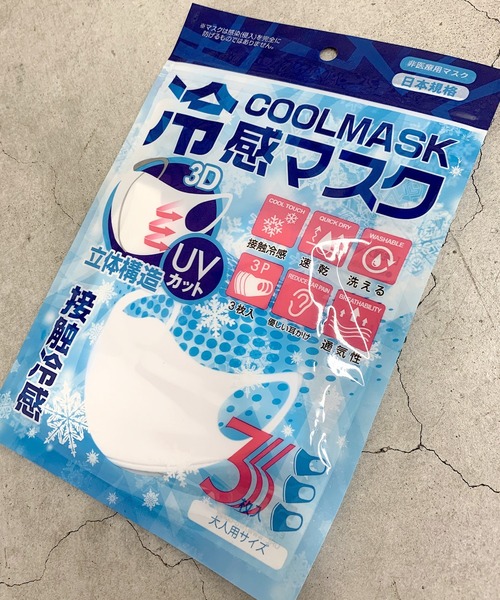 ※マスクは感染(侵入)を完全に
防げるものではありません。
非医療用マスク
日本規格
COOLMASK
冷感マスク
3D
立体構造
UV
カット
COOL TOUCH
接触冷感
QUICK DRY
速乾
WASHABLE
洗える
3P
3枚入
REDUCE EAR PAIN
優しい耳かけ
BREATHABILITY
通気性
接触冷感
3枚入
大人用サイズ